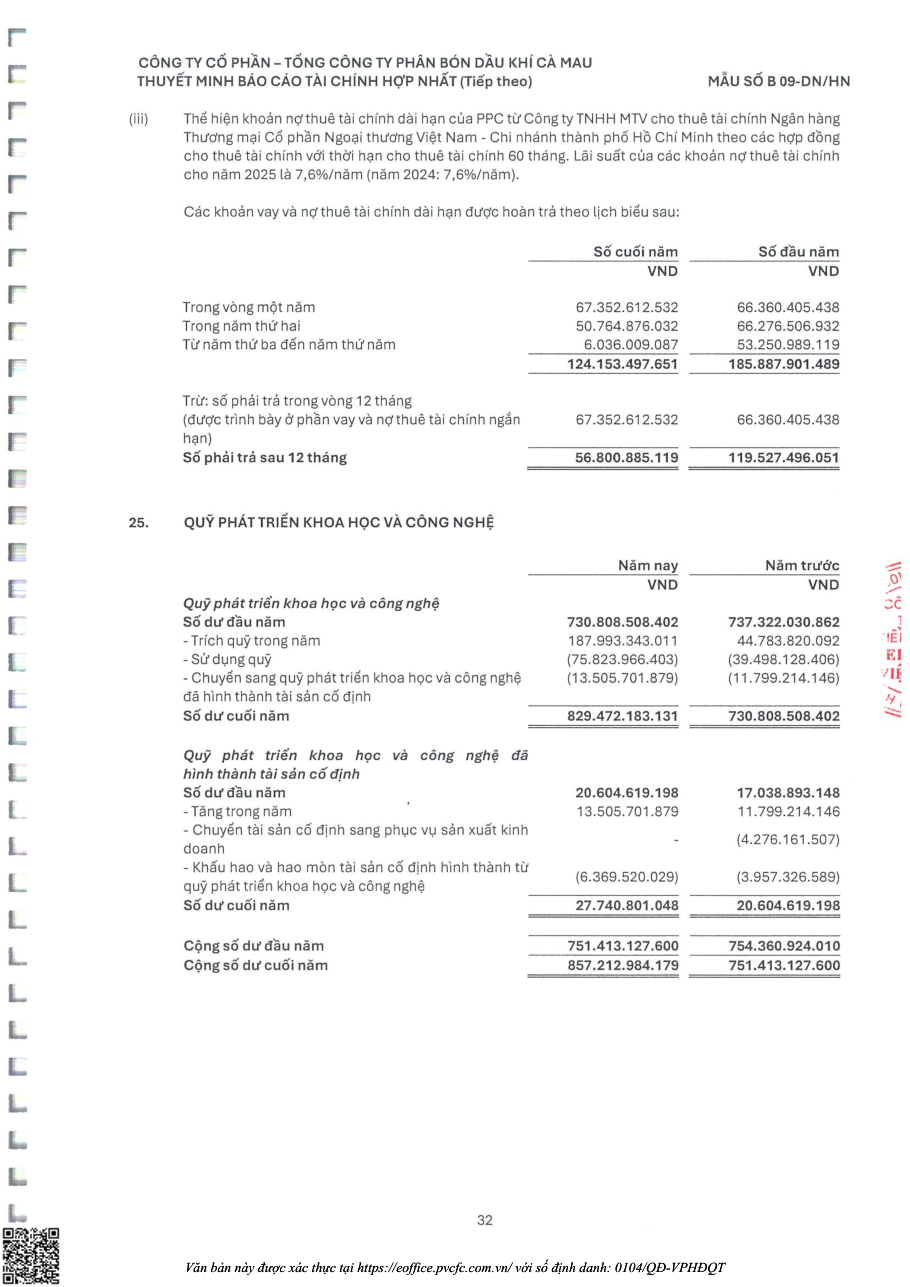 CÔNG TY CỔ PHẦN – TỔNG CÔNG TY PHÂN BÓN DẦU KHÍ CÀ MAU
THUYẾT MINH BÁO CÁO TÀI CHÍNH HỢP NHẤT (Tiếp theo) MẪU SỐ B 09-DN/HN
(iii) Thể hiện khoản nợ thuê tài chính dài hạn của PPC từ Công ty TNHH MTV cho thuê tài chính Ngân hàng
Thương mại Cổ phần Ngoại thương Việt Nam - Chi nhánh thành phố Hồ Chí Minh theo các hợp đồng
cho thuê tài chính với thời hạn cho thuê tài chính 60 tháng. Lãi suất của các khoản nợ thuê tài chính
cho năm 2025 là 7,6%/năm (năm 2024: 7,6%/năm).
Các khoản vay và nợ thuê tài chính dài hạn được hoàn trả theo lịch biểu sau:
Số cuối năm Số đầu năm
VND VND
Trong vòng một năm 67.352.612.532 66.360.405.438
Trong năm thứ hai 50.764.876.032 66.276.506.932
Từ năm thứ ba đến năm thứ năm 6.036.009.087 53.250.989.119
124.153.497.651 185.887.901.489
Trừ: số phải trả trong vòng 12 tháng
(được trình bày ở phần vay và nợ thuê tài chính ngắn 67.352.612.532 66.360.405.438
hạn)
Số phải trả sau 12 tháng 56.800.885.119 119.527.496.051
25. QUỸ PHÁT TRIỂN KHOA HỌC VÀ CÔNG NGHỆ
Năm nay Năm trước
VND VND
Quỹ phát triển khoa học và công nghệ
Số dư đầu năm 730.808.508.402 737.322.030.862
- Trích quỹ trong năm 187.993.343.011 44.783.820.092
- Sử dụng quỹ (75.823.966.403) (39.498.128.406)
- Chuyển sang quỹ phát triển khoa học và công nghệ (13.505.701.879) (11.799.214.146)
đã hình thành tài sản cố định
Số dư cuối năm 829.472.183.131 730.808.508.402
Quỹ phát triển khoa học và công nghệ đã
hình thành tài sản cố định
Số dư đầu năm 20.604.619.198 17.038.893.148
- Tăng trong năm 13.505.701.879 11.799.214.146
- Chuyển tài sản cố định sang phục vụ sản xuất kinh
doanh - (4.276.161.507)
- Khấu hao và hao mòn tài sản cố định hình thành từ
quỹ phát triển khoa học và công nghệ (6.369.520.029) (3.957.326.589)
Số dư cuối năm 27.740.801.048 20.604.619.198
Cộng số dư đầu năm 751.413.127.600 754.360.924.010
Cộng số dư cuối năm 857.212.984.179 751.413.127.600
32
Văn bản này được xác thực tại https://eoffice.pvcfc.com.vn/ với số định danh: 0104/QĐ-VPHĐQT